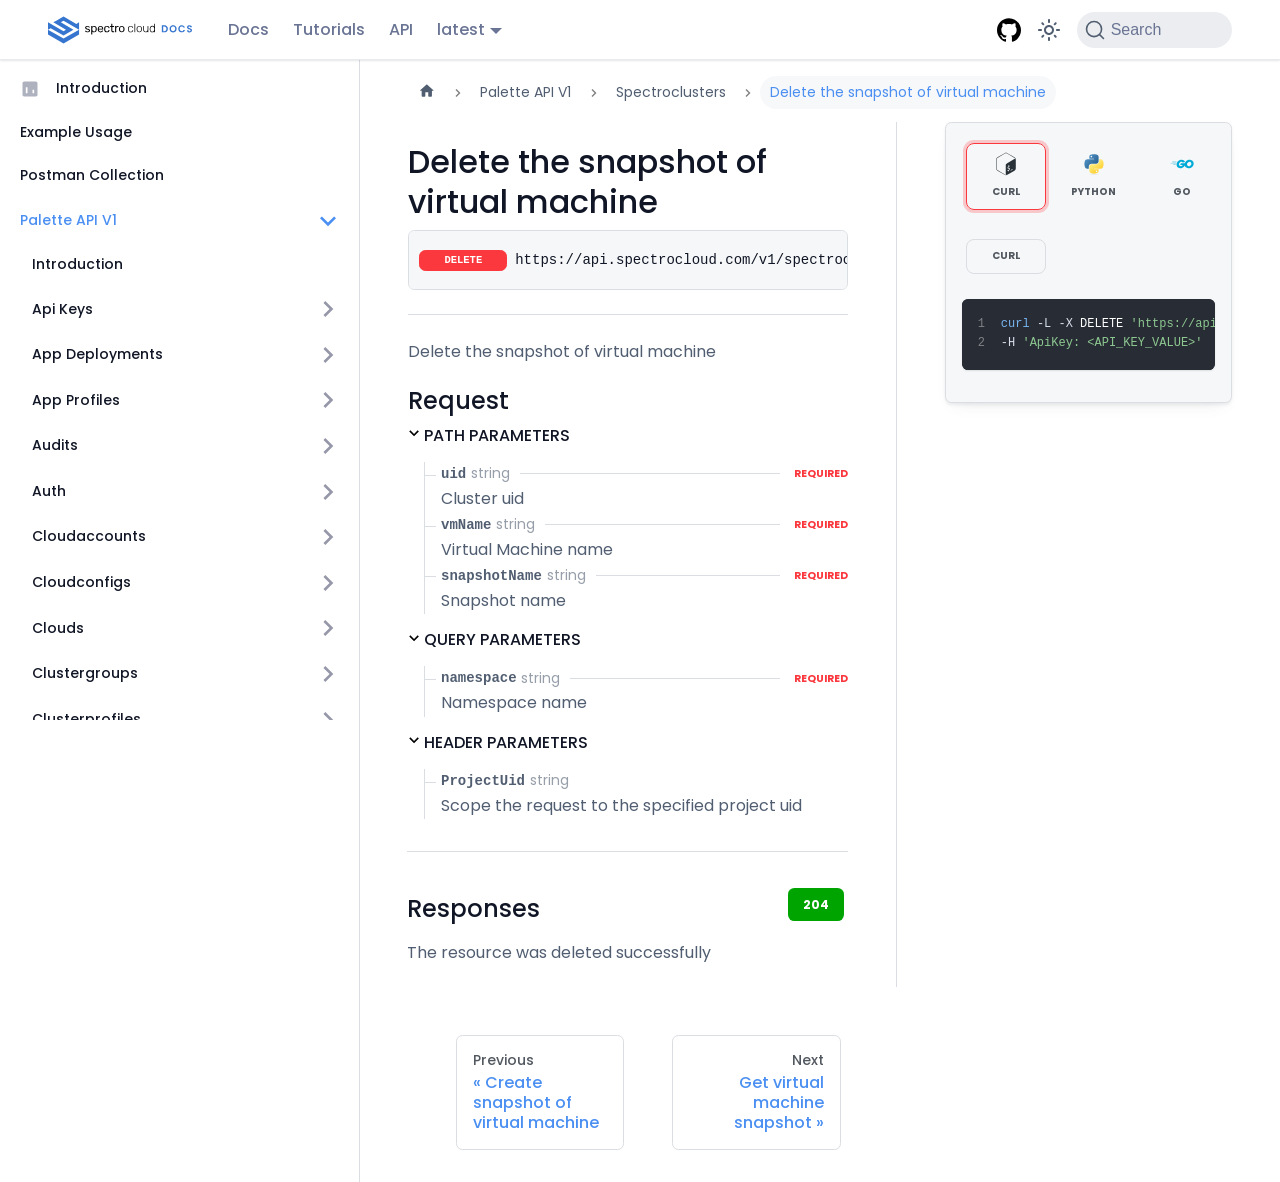 spectro cloud DOCS
Docs
Tutorials
API
latest
Search
Introduction
Example Usage
Postman Collection
Palette API V1
Introduction
Api Keys
App Deployments
App Profiles
Audits
Auth
Cloudaccounts
Cloudconfigs
Clouds
Clustergroups
Clusterprofiles
Palette API V1
Spectroclusters
Delete the snapshot of virtual machine
Delete the snapshot of
virtual machine
DELETE https://api.spectrocloud.com/v1/spectroc
Delete the snapshot of virtual machine
Request
PATH PARAMETERS
uid string REQUIRED
Cluster uid
vmName string REQUIRED
Virtual Machine name
snapshotName string REQUIRED
Snapshot name
QUERY PARAMETERS
namespace string REQUIRED
Namespace name
HEADER PARAMETERS
ProjectUid string
Scope the request to the specified project uid
Responses
204
The resource was deleted successfully
CURL
PYTHON
GO
GO
CURL
1 curl -L -X DELETE 'https://api
2 -H 'ApiKey: <API_KEY_VALUE>'
Previous
« Create
snapshot of
virtual machine
Next
Get virtual
machine
snapshot »